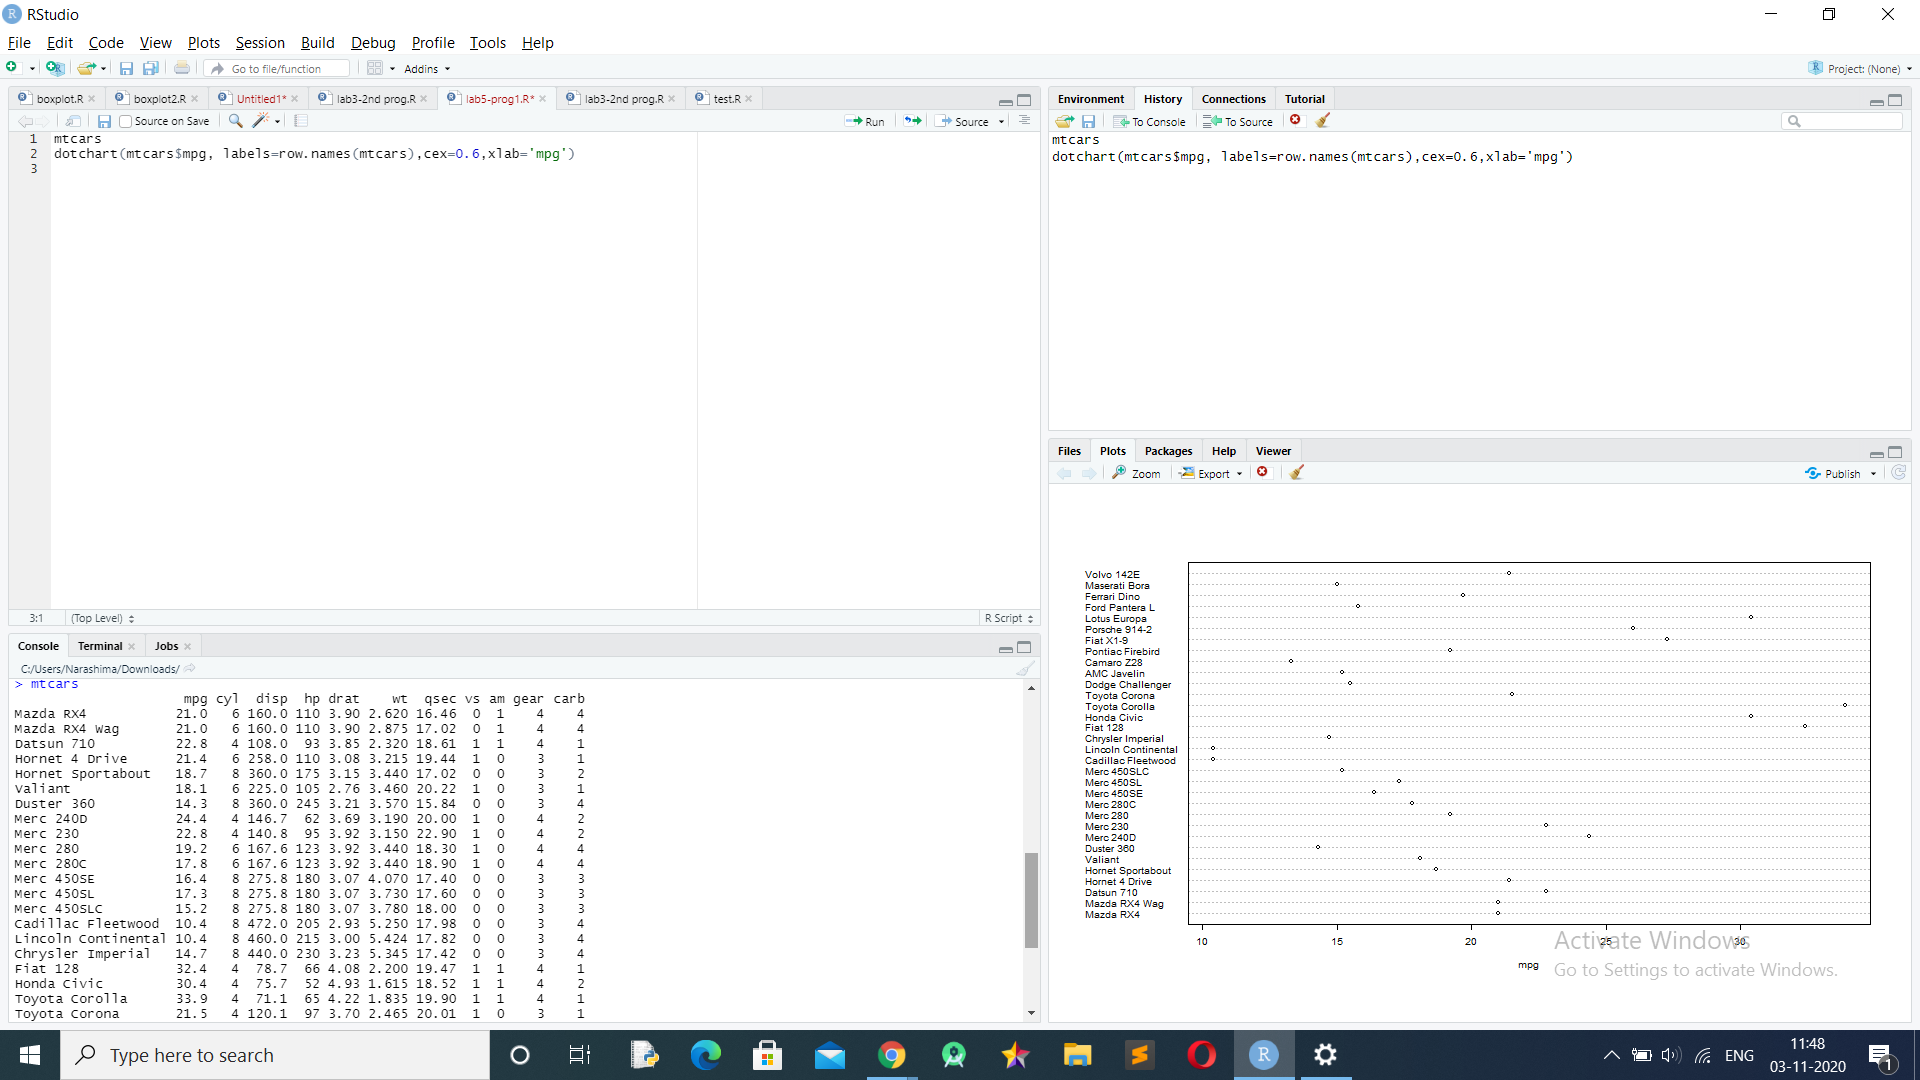 RStudio
File Edit Code View Plots Session Build Debug Profile Tools Help
Go to file/function Addins Project: (None)
boxplot.R boxplot2.R Untitled1* lab3-2nd prog.R lab5-prog1.R* lab3-2nd prog.R test.R
Source on Save Run Source
1 mtcars
2 dotchart(mtcars$mpg, labels=row.names(mtcars),cex=0.6,xlab='mpg')
3
3:1 (Top Level) R Script
Console Terminal Jobs
C:/Users/Narashima/Downloads/
> mtcars
mpg cyl disp hp drat wt qsec vs am gear carb
Mazda RX4 21.0 6 160.0 110 3.90 2.620 16.46 0 1 4 4
Mazda RX4 Wag 21.0 6 160.0 110 3.90 2.875 17.02 0 1 4 4
Datsun 710 22.8 4 108.0 93 3.85 2.320 18.61 1 1 4 1
Hornet 4 Drive 21.4 6 258.0 110 3.08 3.215 19.44 1 0 3 1
Hornet Sportabout 18.7 8 360.0 175 3.15 3.440 17.02 0 0 3 2
Valiant 18.1 6 225.0 105 2.76 3.460 20.22 1 0 3 1
Duster 360 14.3 8 360.0 245 3.21 3.570 15.84 0 0 3 4
Merc 240D 24.4 4 146.7 62 3.69 3.190 20.00 1 0 4 2
Merc 230 22.8 4 140.8 95 3.92 3.150 22.90 1 0 4 2
Merc 280 19.2 6 167.6 123 3.92 3.440 18.30 1 0 4 4
Merc 280C 17.8 6 167.6 123 3.92 3.440 18.90 1 0 4 4
Merc 450SE 16.4 8 275.8 180 3.07 4.070 17.40 0 0 3 3
Merc 450SL 17.3 8 275.8 180 3.07 3.730 17.60 0 0 3 3
Merc 450SLC 15.2 8 275.8 180 3.07 3.780 18.00 0 0 3 3
Cadillac Fleetwood 10.4 8 472.0 205 2.93 5.250 17.98 0 0 3 4
Lincoln Continental 10.4 8 460.0 215 3.00 5.424 17.82 0 0 3 4
Chrysler Imperial 14.7 8 440.0 230 3.23 5.345 17.42 0 0 3 4
Fiat 128 32.4 4 78.7 66 4.08 2.200 19.47 1 1 4 1
Honda Civic 30.4 4 75.7 52 4.93 1.615 18.52 1 1 4 2
Toyota Corolla 33.9 4 71.1 65 4.22 1.835 19.90 1 1 4 1
Toyota Corona 21.5 4 120.1 97 3.70 2.465 20.01 1 0 3 1
Environment History Connections Tutorial
To Console To Source
mtcars
dotchart(mtcars$mpg, labels=row.names(mtcars),cex=0.6,xlab='mpg')
Files Plots Packages Help Viewer
Zoom Export Publish
Volvo 142E
Maserati Bora
Ferrari Dino
Ford Pantera L
Lotus Europa
Porsche 914-2
Fiat X1-9
Pontiac Firebird
Camaro Z28
AMC Javelin
Dodge Challenger
Toyota Corona
Toyota Corolla
Honda Civic
Fiat 128
Chrysler Imperial
Lincoln Continental
Cadillac Fleetwood
Merc 450SLC
Merc 450SL
Merc 450SE
Merc 280C
Merc 280
Merc 230
Merc 240D
Duster 360
Valiant
Hornet Sportabout
Hornet 4 Drive
Datsun 710
Mazda RX4 Wag
Mazda RX4
10 15 20 25 30
mpg
Activate Windows
Go to Settings to activate Windows.
Type here to search
ENG
11:48
03-11-2020
1